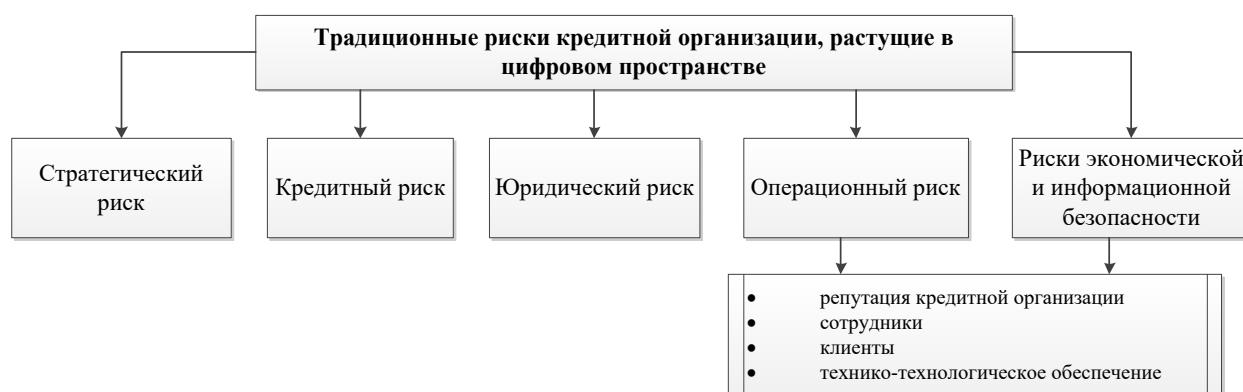 Традиционные риски кредитной организации, растущие в
цифровом пространстве
Стратегический
риск
Кредитный риск
Юридический риск
Операционный риск
Риски экономической
и информационной
безопасности
• репутация кредитной организации
• сотрудники
• клиенты
• технико-технологическое обеспечение